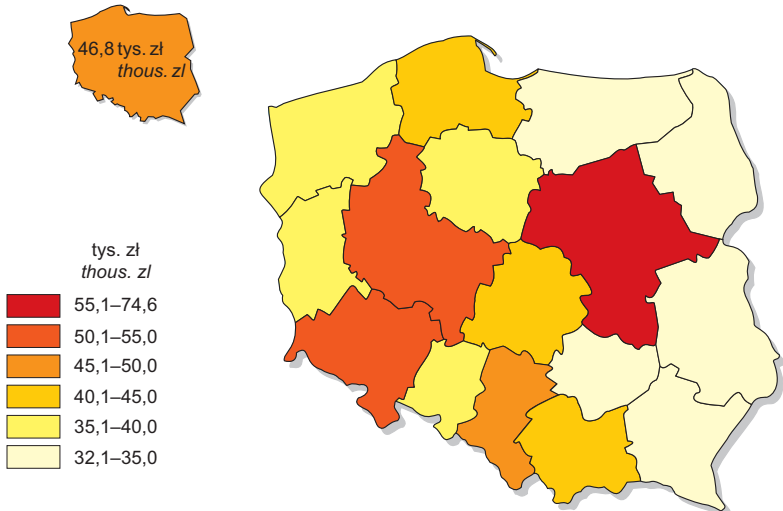 46,8 tys. zł
thous. zl
tys. zł
thous. zl
55,1–74,6
50,1–55,0
45,1–50,0
40,1–45,0
35,1–40,0
32,1–35,0